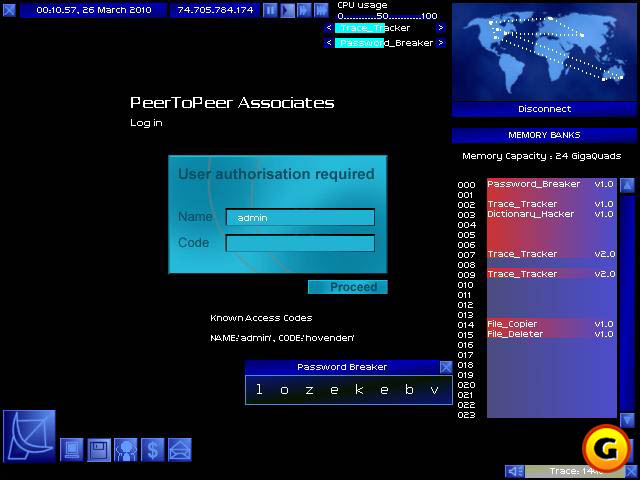 00:10.57, 26 March 2010
74.705.784.174
CPU usage
0............50............100
< Trace_Tracker >
< Password_Breaker >
PeerToPeer Associates
Log in
User authorisation required
Name admin
Code
Proceed
Known Access Codes
NAME:'admin', CODE:'hovenden'
Password Breaker
l o z e k e b v
Disconnect
MEMORY BANKS
Memory Capacity : 24 GigaQuads
000 Password_Breaker v1.0
001
002 Trace_Tracker v1.0
003 Dictionary_Hacker v1.0
004
005
006
007 Trace_Tracker v2.0
008
009 Trace_Tracker v2.0
010
011
012
013
014 File_Copier v1.0
015 File_Deleter v1.0
016
017
018
019
020
021
022
023
$
G
Trace: